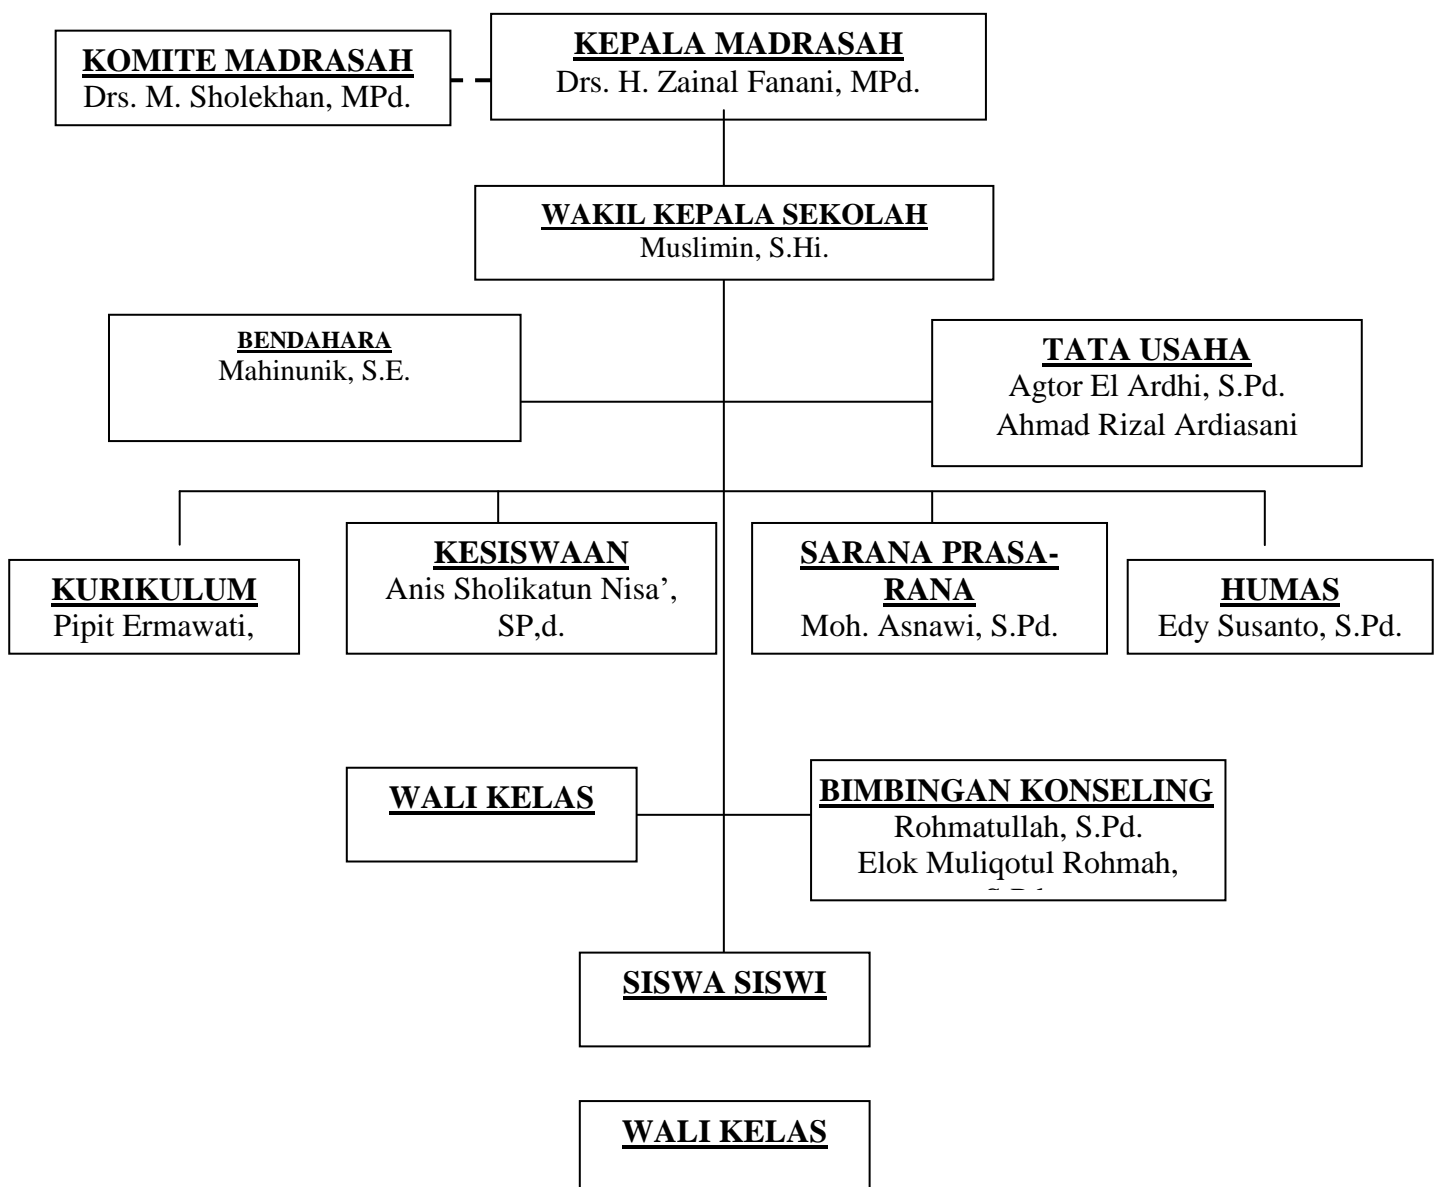 KOMITE MADRASAH
Drs. M. Sholekhan, MPd.
KEPALA MADRASAH
Drs. H. Zainal Fanani, MPd.
WAKIL KEPALA SEKOLAH
Muslimin, S.Hi.
BENDAHARA
Mahinunik, S.E.
TATA USAHA
Agtor El Ardhi, S.Pd.
Ahmad Rizal Ardiasani
KURIKULUM
Pipit Ermawati,
KESISWAAN
Anis Sholikatun Nisa’,
SP,d.
SARANA PRASA-
RANA
Moh. Asnawi, S.Pd.
HUMAS
Edy Susanto, S.Pd.
WALI KELAS
BIMBINGAN KONSELING
Rohmatullah, S.Pd.
Elok Muliqotul Rohmah,
SISWA SISWI
WALI KELAS